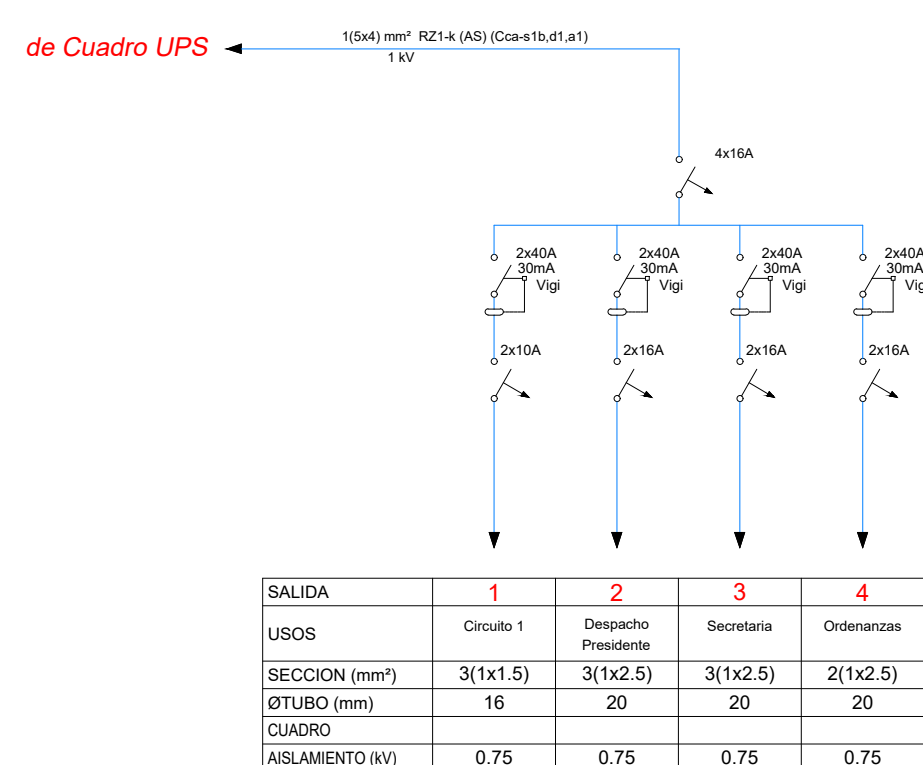 de Cuadro UPS
1(5x4) mm² RZ1-k (AS) (Cca-s1b,d1,a1)
1 kV
4x16A
2x40A 2x40A 2x40A 2x40A
30mA 30mA 30mA 30mA
Vigi Vigi Vigi
2x10A 2x16A 2x16A 2x16A
SALIDA 1 2 3 4
USOS Circuito 1 Despacho Presidente Secretaria Ordenanzas
SECCION (mm²) 3(1x1.5) 3(1x2.5) 3(1x2.5) 2(1x2.5)
ØTUBO (mm) 16 20 20 20
CUADRO
AISLAMIENTO (kV) 0.75 0.75 0.75 0.75